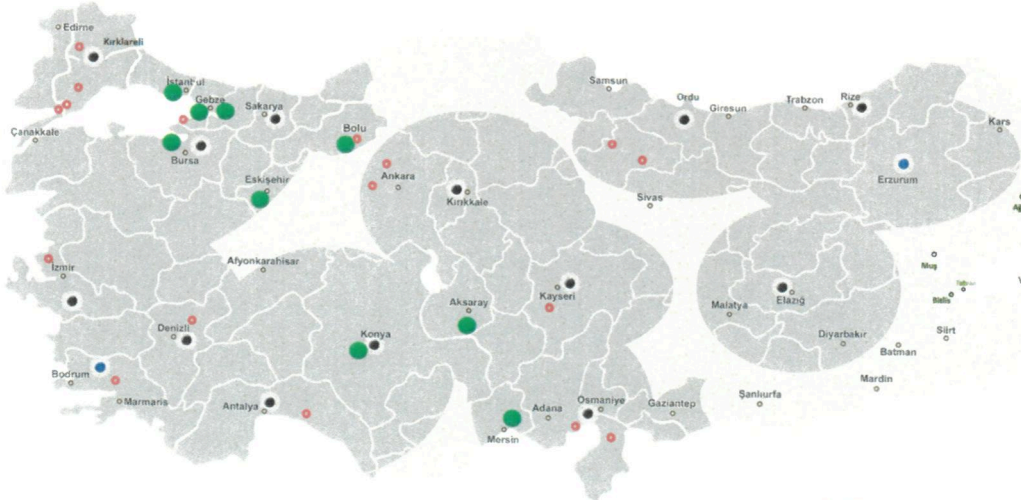 Edirne
Kırklareli
İstanbul
Gebze
Sakarya
Çanakkale
Bursa
Bolu
Eskişehir
Ankara
Kırıkkale
Samsun
Ordu
Giresun
Trabzon
Rize
Kars
Erzurum
Sivas
İzmir
Afyonkarahisar
Aksaray
Kayseri
Malatya
Elazığ
Muş
Bitlis
Siirt
Denizli
Konya
Diyarbakır
Batman
Bodrum
Marmaris
Antalya
Mersin
Adana
Osmaniye
Gaziantep
Şanlıurfa
Mardin